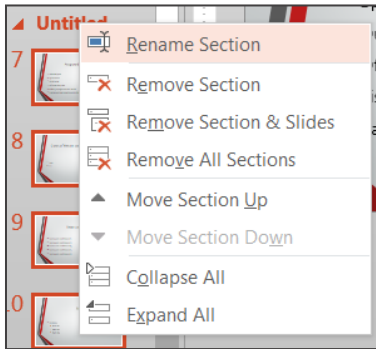 Untitled
Rename Section
7
Remove Section
Remove Section & Slides
8
Remove All Sections
Move Section Up
9
Move Section Down
Collapse All
10
Expand All